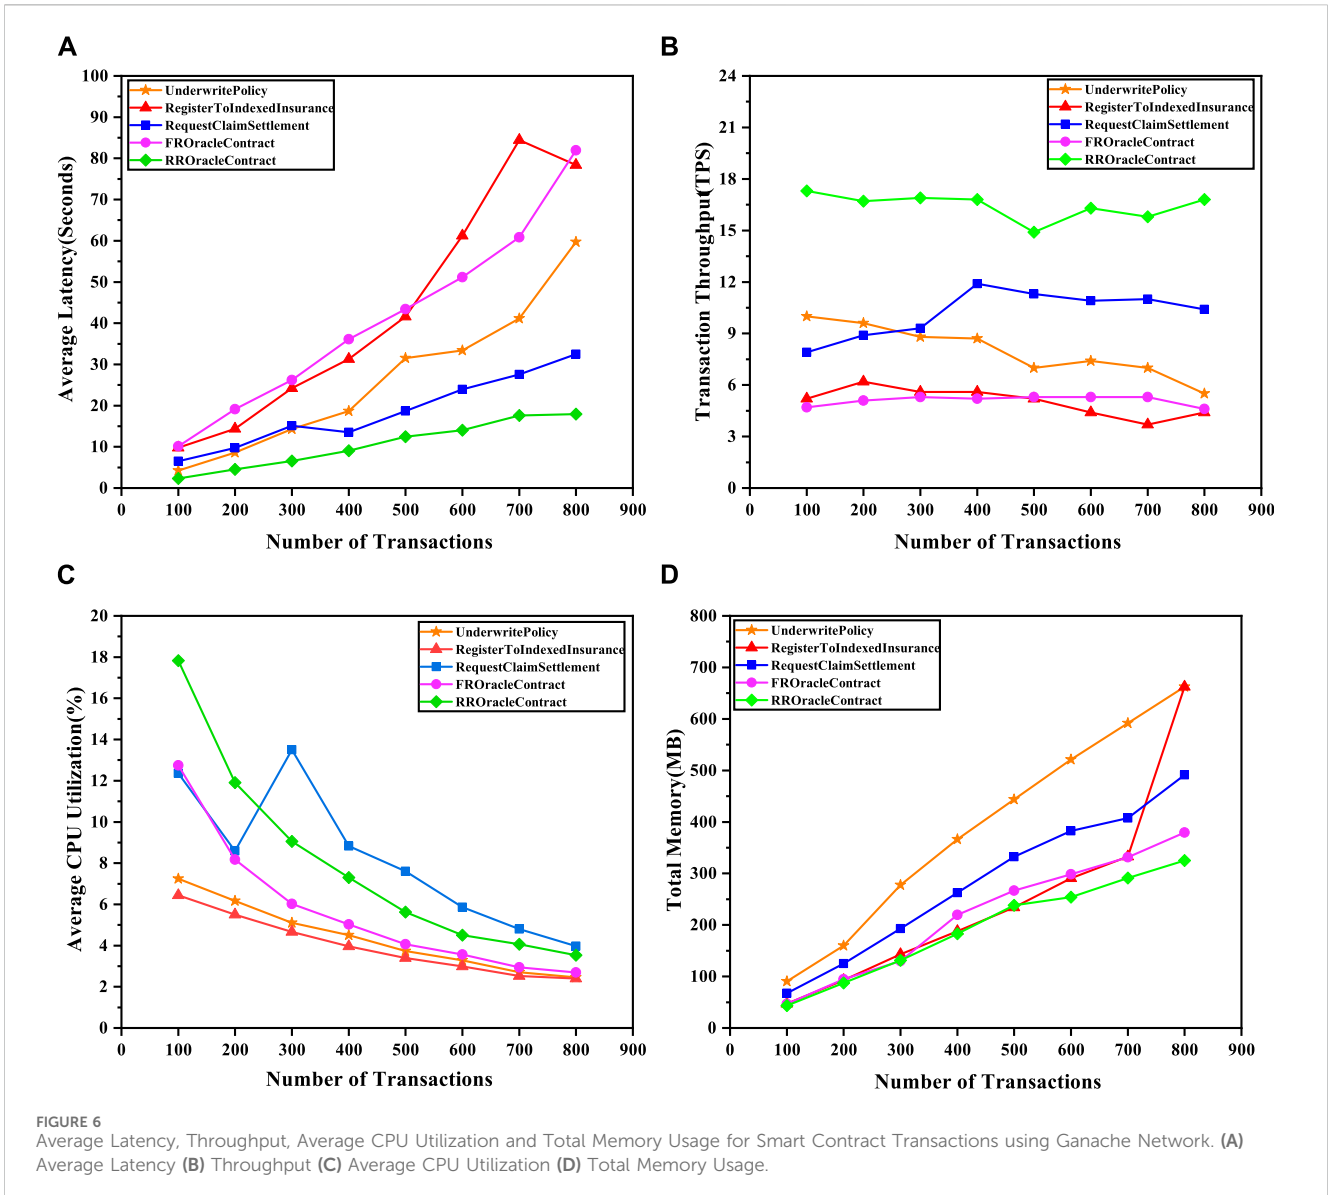 A
Average Latency(Seconds)
100
90
80
70
60
50
40
30
20
10
0
UnderwritePolicy
RegisterToIndexedInsurance
RequestClaimSettlement
FROracleContract
RROracleContract
0 100 200 300 400 500 600 700 800 900
Number of Transactions
B
Transaction Throughput(TPS)
24
21
18
15
12
9
6
3
0
UnderwritePolicy
RegisterToIndexedInsurance
RequestClaimSettlement
FROracleContract
RROracleContract
0 100 200 300 400 500 600 700 800 900
Number of Transactions
C
Average CPU Utilization(%)
20
18
16
14
12
10
8
6
4
2
0
UnderwritePolicy
RegisterToIndexedInsurance
RequestClaimSettlement
FROracleContract
RROracleContract
0 100 200 300 400 500 600 700 800 900
Number of Transactions
D
Total Memory(MB)
800
700
600
500
400
300
200
100
0
UnderwritePolicy
RegisterToIndexedInsurance
RequestClaimSettlement
FROracleContract
RROracleContract
0 100 200 300 400 500 600 700 800 900
Number of Transactions
FIGURE 6
Average Latency, Throughput, Average CPU Utilization and Total Memory Usage for Smart Contract Transactions using Ganache Network. (A)
Average Latency (B) Throughput (C) Average CPU Utilization (D) Total Memory Usage.